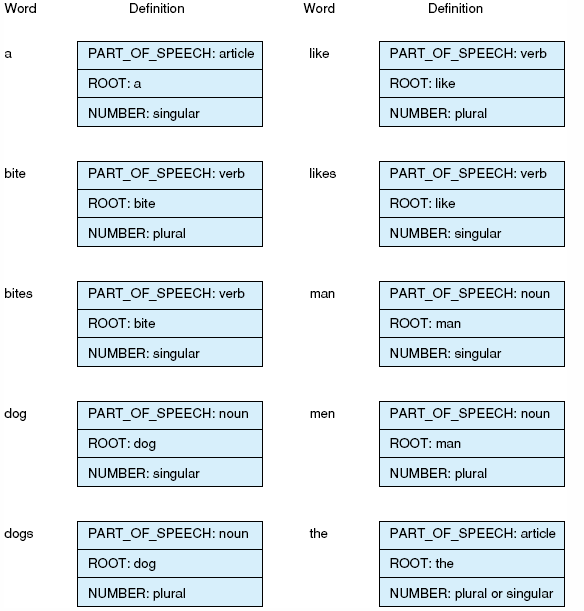 Word Definition Word Definition
a
PART_OF_SPEECH: article
ROOT: a
NUMBER: singular
like
PART_OF_SPEECH: verb
ROOT: like
NUMBER: plural
bite
PART_OF_SPEECH: verb
ROOT: bite
NUMBER: plural
likes
PART_OF_SPEECH: verb
ROOT: like
NUMBER: singular
bites
PART_OF_SPEECH: verb
ROOT: bite
NUMBER: singular
man
PART_OF_SPEECH: noun
ROOT: man
NUMBER: singular
dog
PART_OF_SPEECH: noun
ROOT: dog
NUMBER: singular
men
PART_OF_SPEECH: noun
ROOT: man
NUMBER: plural
dogs
PART_OF_SPEECH: noun
ROOT: dog
NUMBER: plural
the
PART_OF_SPEECH: article
ROOT: the
NUMBER: plural or singular